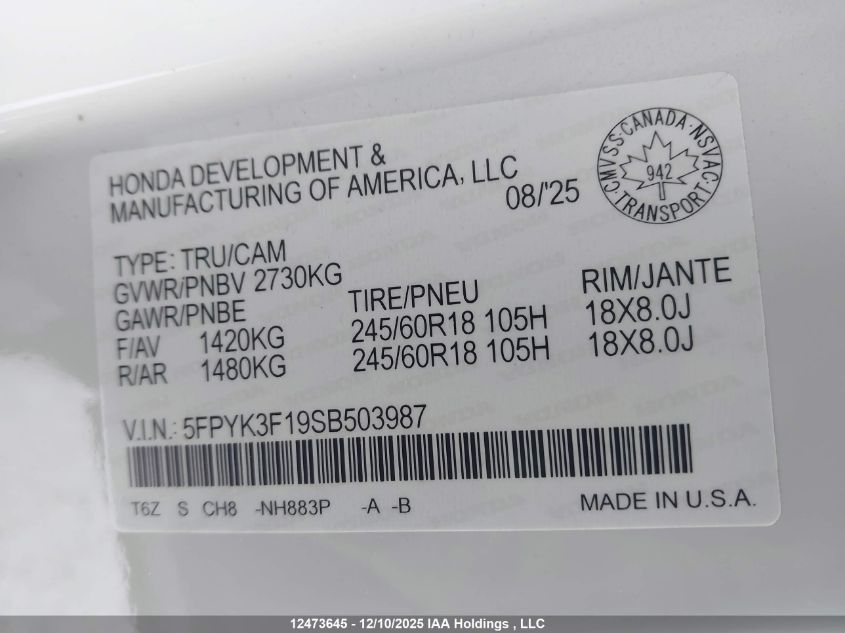 HONDA DEVELOPMENT &
MANUFACTURING OF AMERICA, LLC
08/'25
CMVSS·CANADA·NSVAC
942
TRANSPORT
TYPE: TRU/CAM
GVWR/PNBV 2730KG
GAWR/PNBE TIRE/PNEU RIM/JANTE
F/AV 1420KG 245/60R18 105H 18X8.0J
R/AR 1480KG 245/60R18 105H 18X8.0J
V.I.N.: 5FPYK3F19SB503987
T6Z S CH8 -NH883P -A -B MADE IN U.S.A.
12473645 - 12/10/2025 IAA Holdings , LLC